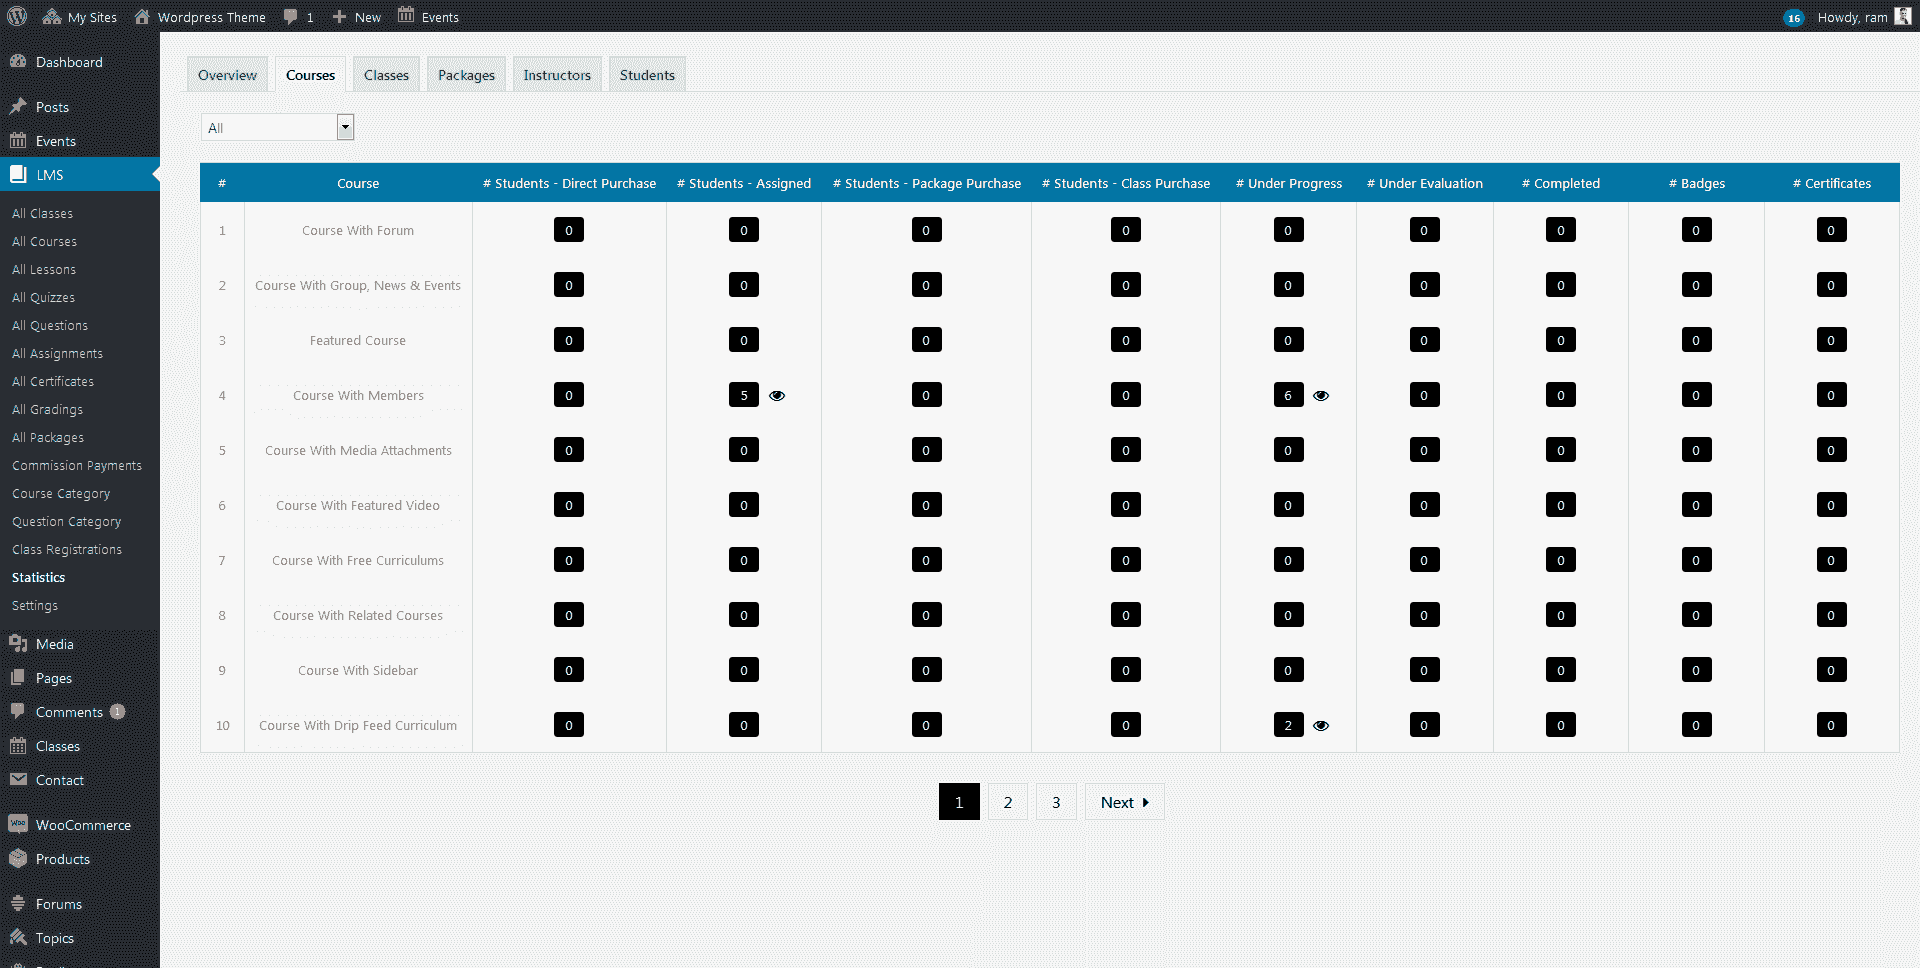 My Sites Wordpress Theme 1 New Events 16 Howdy, ram
Dashboard
Posts
Events
LMS
All Classes
All Courses
All Lessons
All Quizzes
All Questions
All Assignments
All Certificates
All Gradings
All Packages
Commission Payments
Course Category
Question Category
Class Registrations
Statistics
Settings
Media
Pages
Comments 1
Classes
Contact
Woo WooCommerce
Products
Forums
Topics
Overview Courses Classes Packages Instructors Students
All
# Course # Students - Direct Purchase # Students - Assigned # Students - Package Purchase # Students - Class Purchase # Under Progress # Under Evaluation # Completed # Badges # Certificates
1 Course With Forum 0 0 0 0 0 0 0 0 0
2 Course With Group, News & Events 0 0 0 0 0 0 0 0 0
3 Featured Course 0 0 0 0 0 0 0 0 0
4 Course With Members 0 5 0 0 6 0 0 0 0
5 Course With Media Attachments 0 0 0 0 0 0 0 0 0
6 Course With Featured Video 0 0 0 0 0 0 0 0 0
7 Course With Free Curriculums 0 0 0 0 0 0 0 0 0
8 Course With Related Courses 0 0 0 0 0 0 0 0 0
9 Course With Sidebar 0 0 0 0 0 0 0 0 0
10 Course With Drip Feed Curriculum 0 0 0 0 2 0 0 0 0
1 2 3 Next